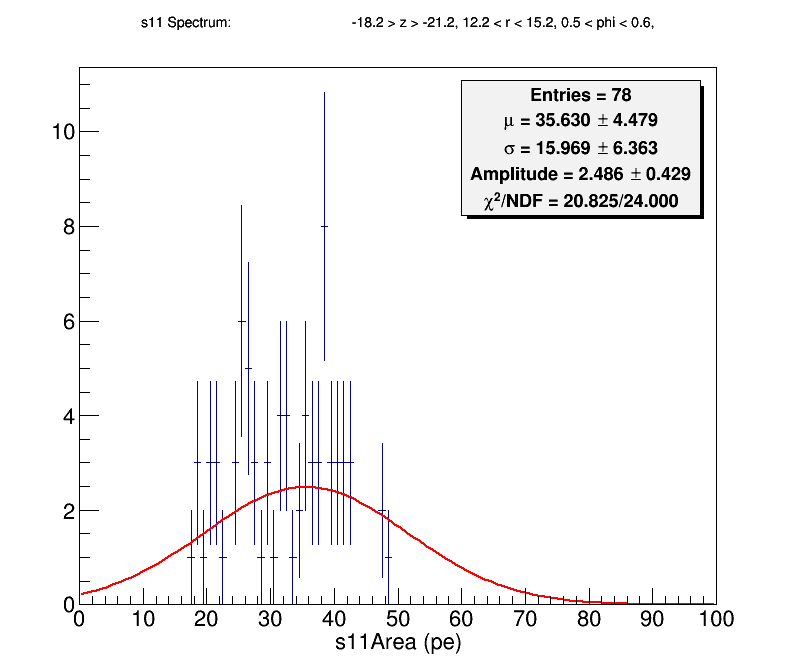 s11 Spectrum: -18.2 > z > -21.2, 12.2 < r < 15.2, 0.5 < phi < 0.6,
Entries = 78
μ = 35.630 ± 4.479
σ = 15.969 ± 6.363
Amplitude = 2.486 ± 0.429
χ²/NDF = 20.825/24.000
10
8
6
4
2
0
0 10 20 30 40 50 60 70 80 90 100
s11Area (pe)